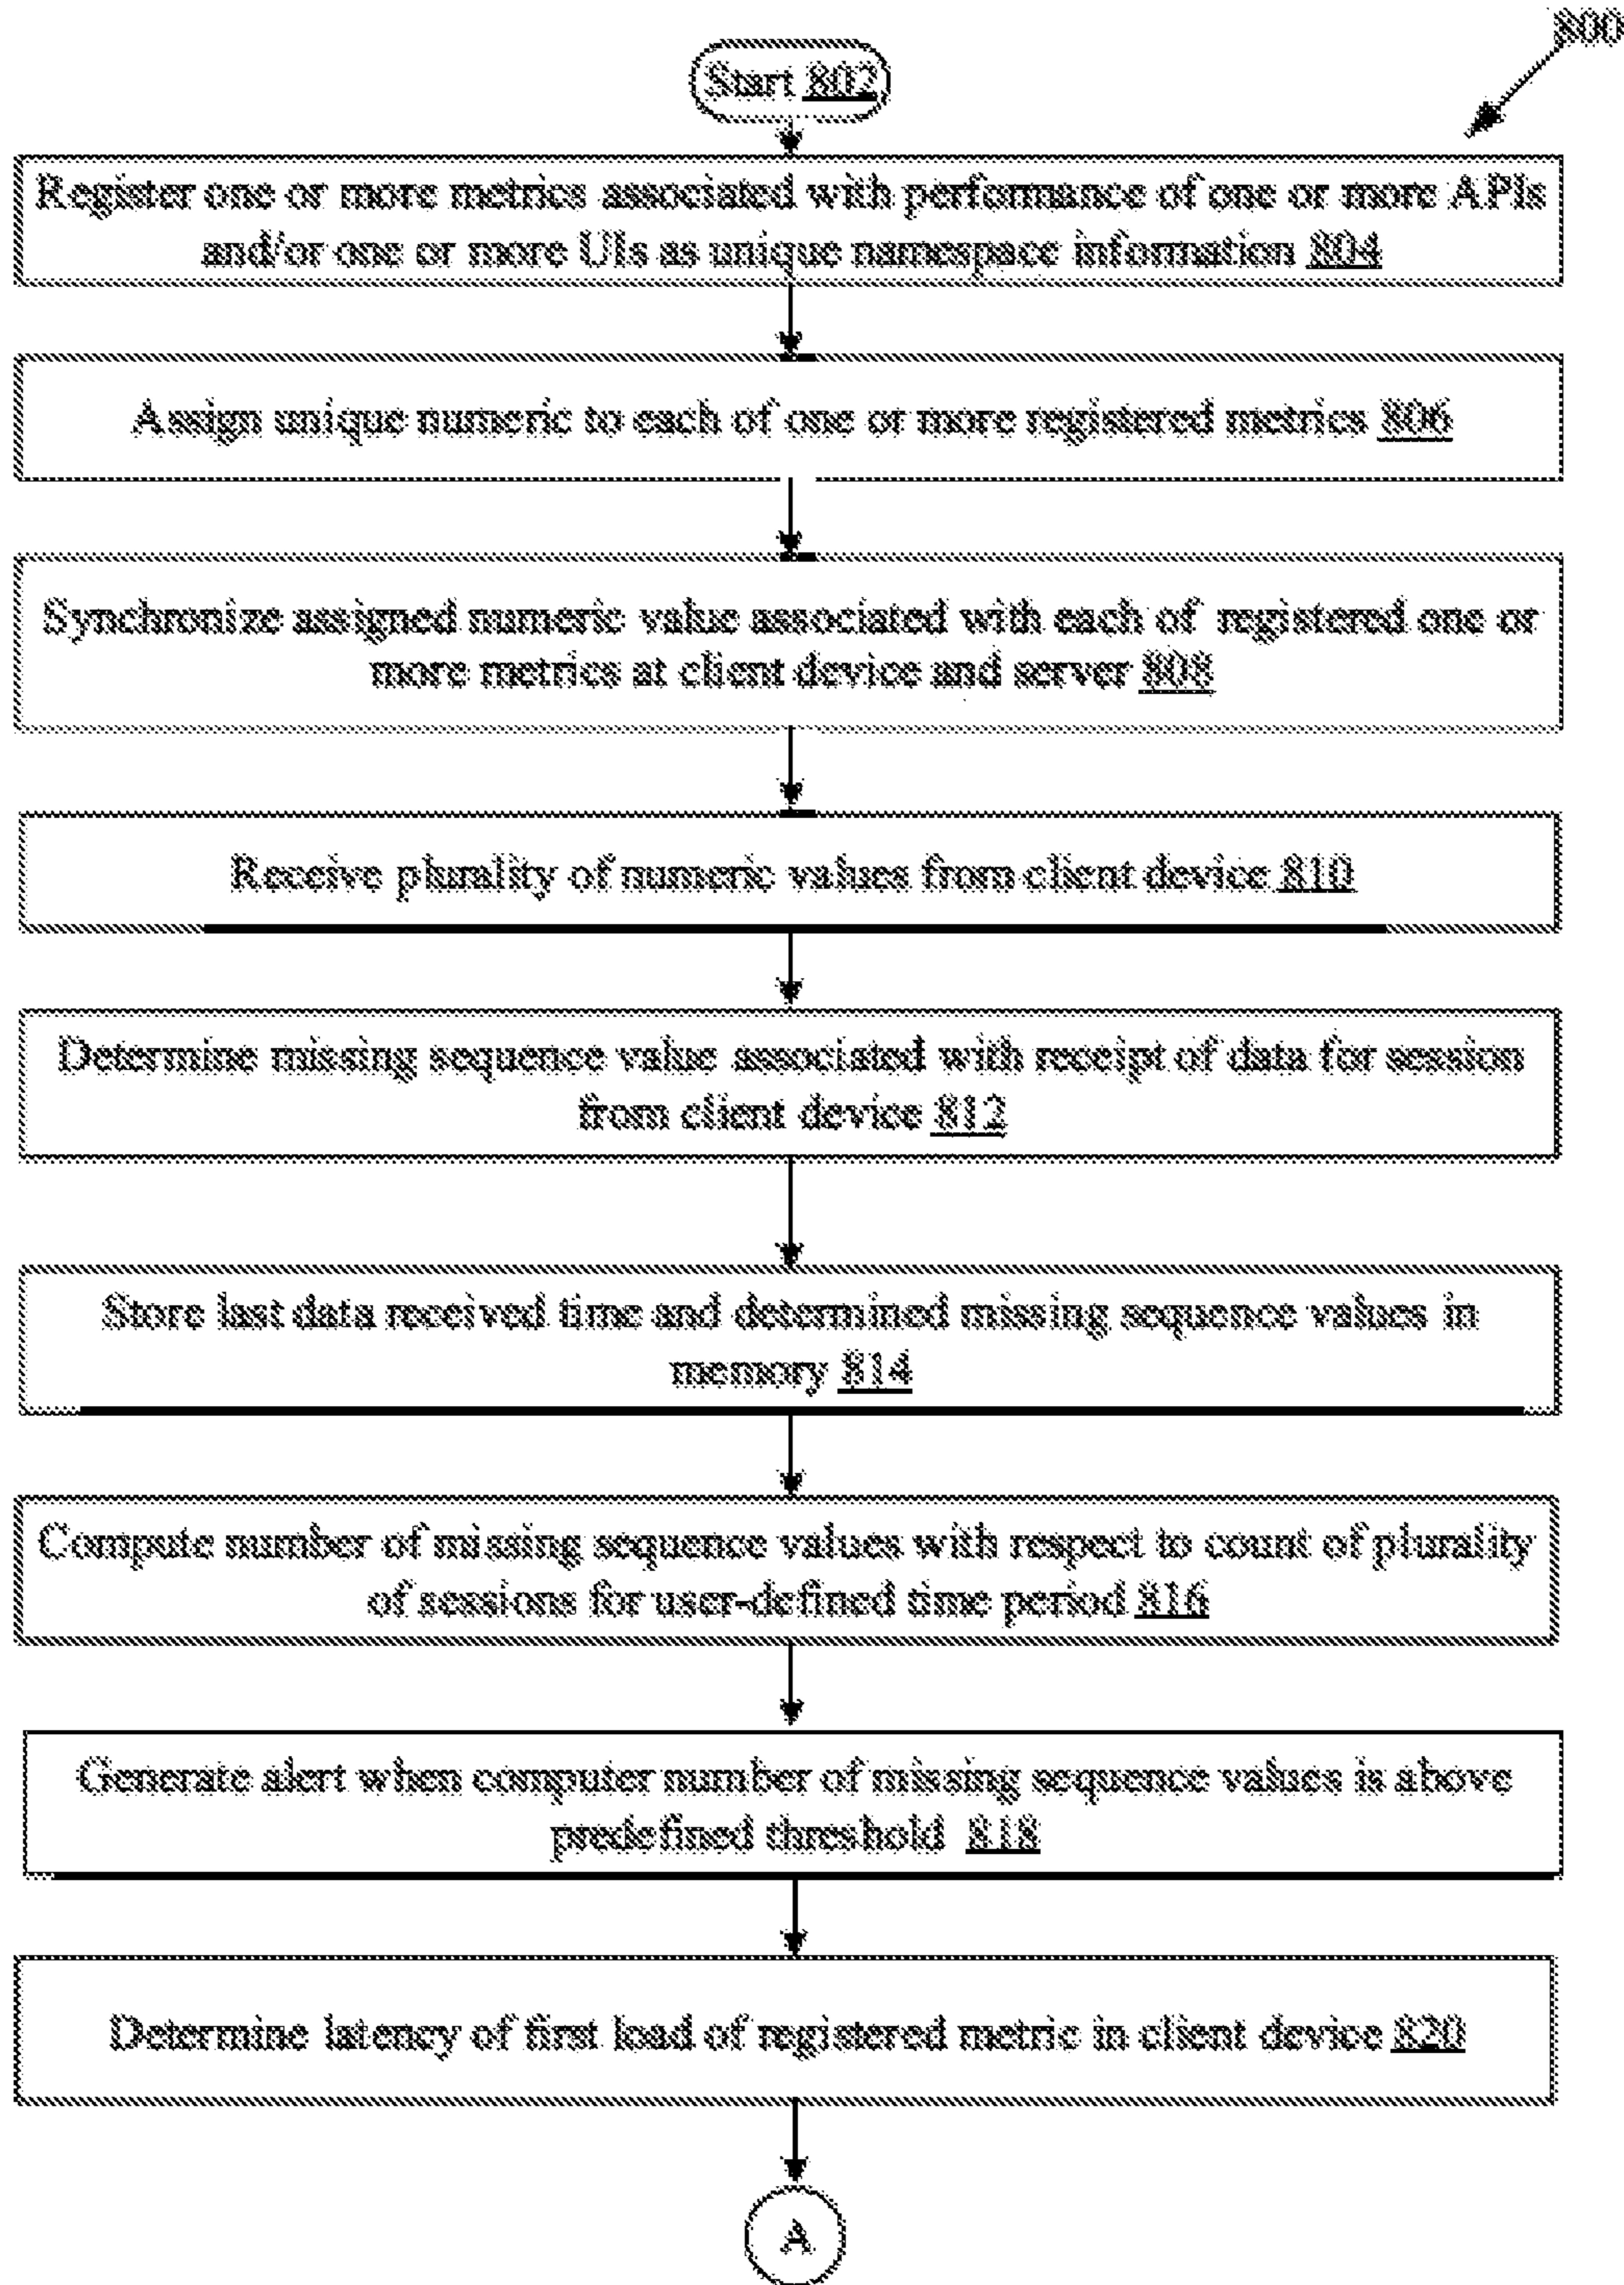 800
Start 802
Register one or more metrics associated with performance of one or more APIs
and/or one or more UIs as unique namespace information 804
Assign unique numeric to each of one or more registered metrics 806
Synchronize assigned numeric value associated with each of registered one or
more metrics at client device and server 808
Receive plurality of numeric values from client device 810
Determine missing sequence value associated with receipt of data for session
from client device 812
Store last data received time and determined missing sequence values in
memory 814
Compute number of missing sequence values with respect to count of plurality
of sessions for user-defined time period 816
Generate alert when computer number of missing sequence values is above
predefined threshold 818
Determine latency of first load of registered metric in client device 820
A